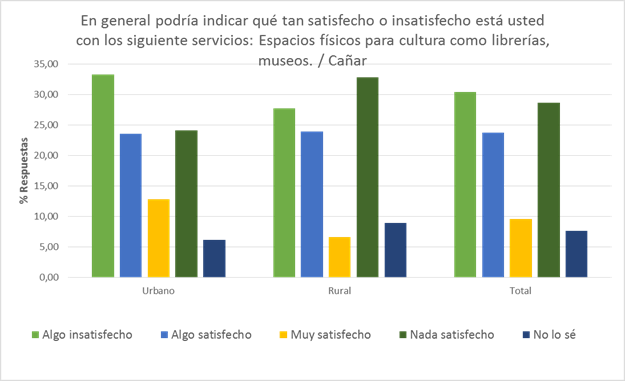 En general podría indicar qué tan satisfecho o insatisfecho está usted
con los siguiente servicios: Espacios físicos para cultura como librerías,
museos. / Cañar
% Respuestas
35,00
30,00
25,00
20,00
15,00
10,00
5,00
0,00
Urbano Rural Total
Algo insatisfecho Algo satisfecho Muy satisfecho Nada satisfecho No lo sé